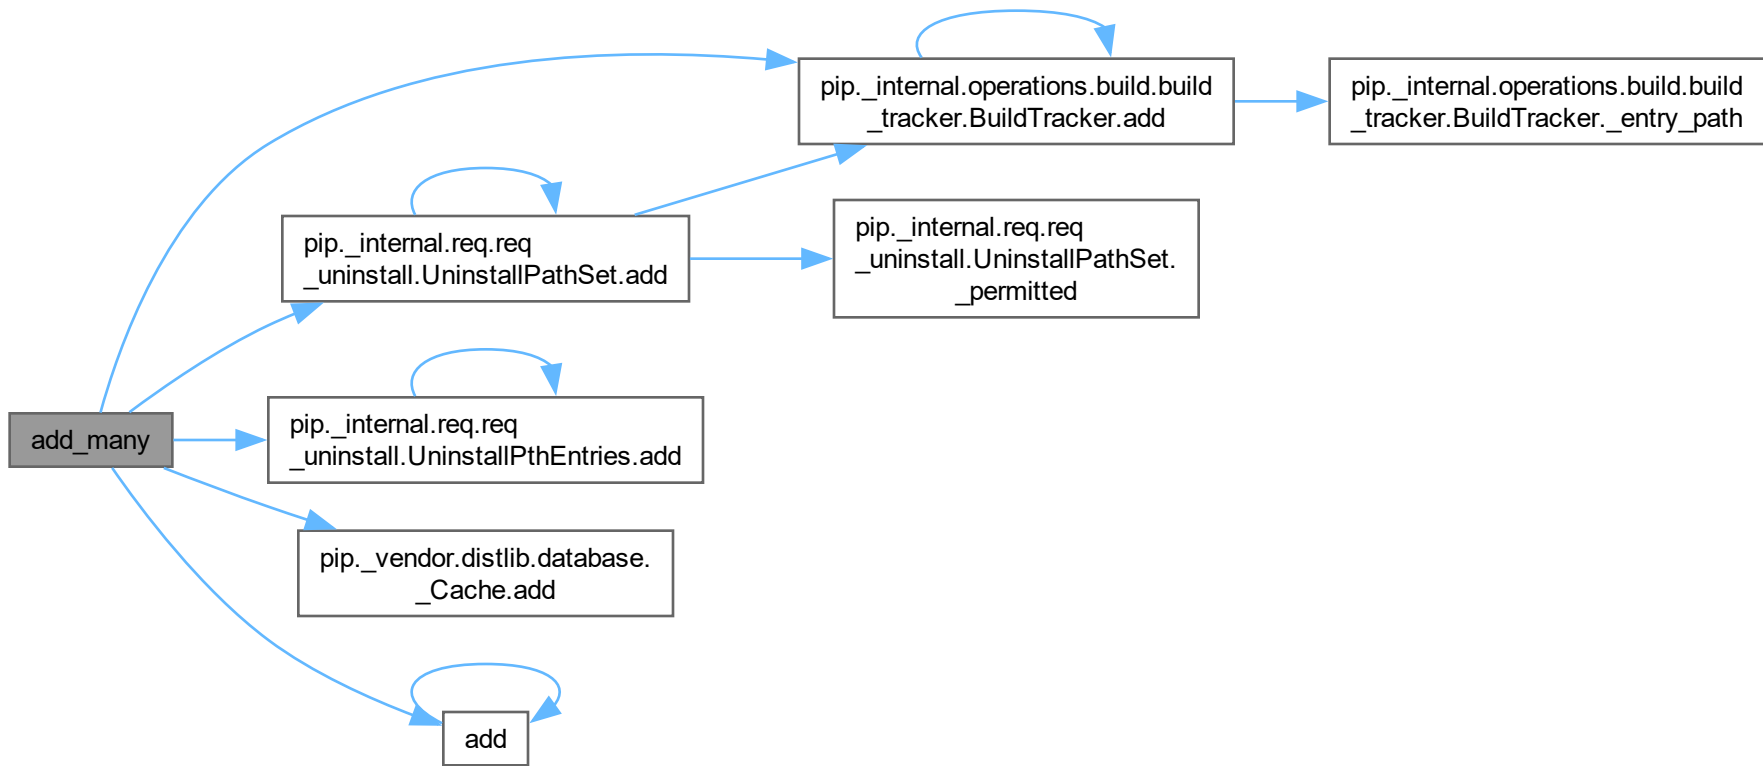 pip._internal.operations.build.build
_tracker.BuildTracker.add
pip._internal.operations.build.build
_tracker.BuildTracker._entry_path
pip._internal.req.req
_uninstall.UninstallPathSet.add
pip._internal.req.req
_uninstall.UninstallPathSet.
_permitted
add_many
pip._internal.req.req
_uninstall.UninstallPthEntries.add
pip._vendor.distlib.database.
_Cache.add
add